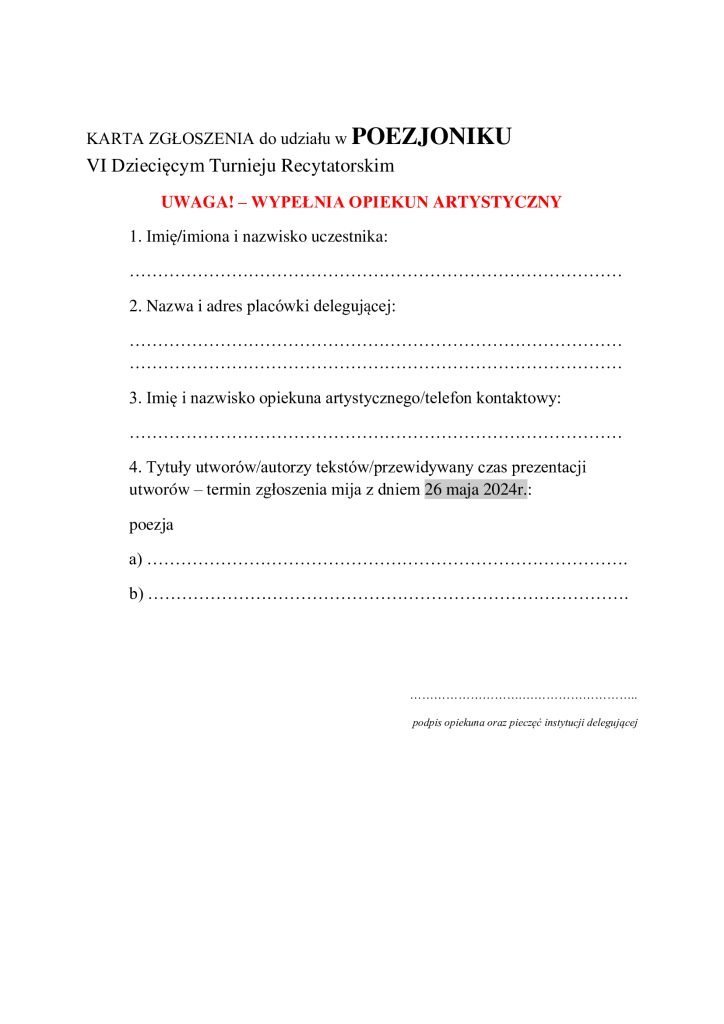 KARTA ZGŁOSZENIA do udziału w POEZJONIKU
VI Dziecięcym Turnieju Recytatorskim
UWAGA! – WYPEŁNIA OPIEKUN ARTYSTYCZNY
1. Imię/imiona i nazwisko uczestnika:
……………………………………………………………………………
2. Nazwa i adres placówki delegującej:
……………………………………………………………………………
……………………………………………………………………………
3. Imię i nazwisko opiekuna artystycznego/telefon kontaktowy:
……………………………………………………………………………
4. Tytuły utworów/autorzy tekstów/przewidywany czas prezentacji
utworów – termin zgłoszenia mija z dniem 26 maja 2024r.:
poezja
a) ………………………………………………………………………….
b) ………………………………………………………………………….
………………………………………………..
podpis opiekuna oraz pieczęć instytucji delegującej